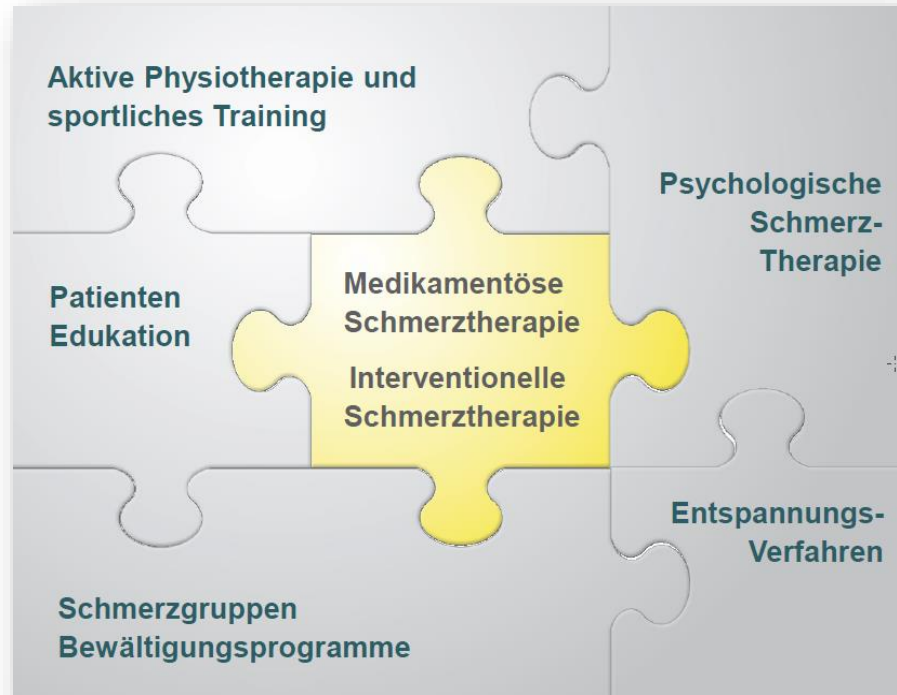 Aktive Physiotherapie und
sportliches Training
Psychologische
Schmerz-
Therapie
Patienten
Edukation
Medikamentöse
Schmerztherapie
Interventionelle
Schmerztherapie
Entspannungs-
Verfahren
Schmerzgruppen
Bewältigungsprogramme